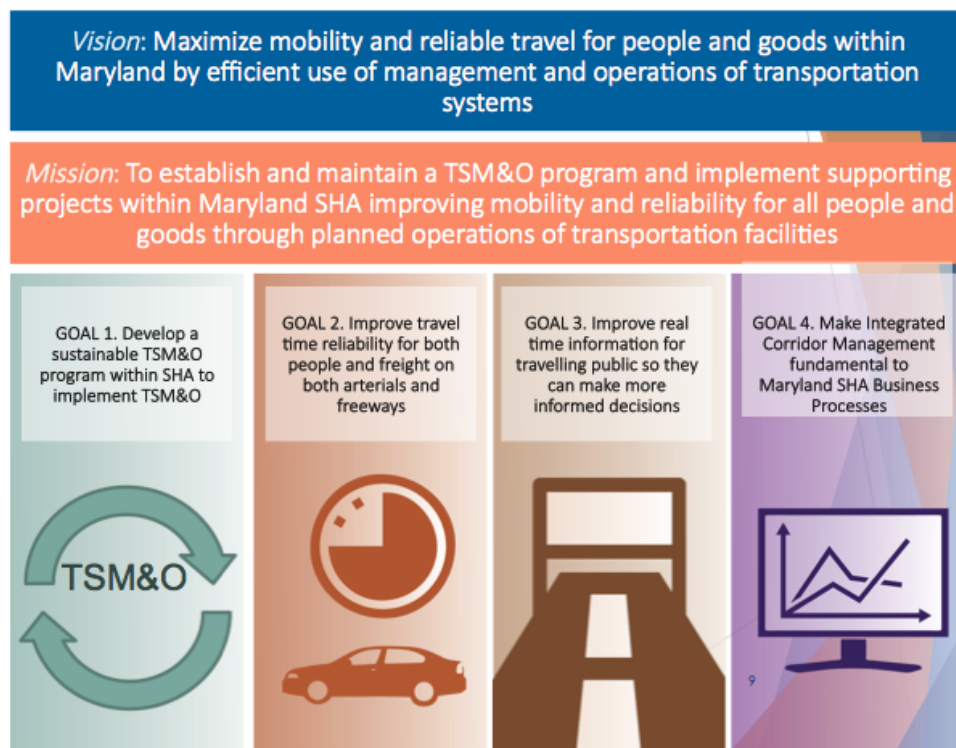 Vision: Maximize mobility and reliable travel for people and goods within
Maryland by efficient use of management and operations of transportation
systems
Mission: To establish and maintain a TSM&O program and implement supporting
projects within Maryland SHA improving mobility and reliability for all people and
goods through planned operations of transportation facilities
GOAL 1. Develop a
sustainable TSM&O
program within SHA to
implement TSM&O
GOAL 2. Improve travel
time reliability for both
people and freight on
both arterials and
freeways
GOAL 3. Improve real
time information for
travelling public so they
can make more
informed decisions
GOAL 4. Make Integrated
Corridor Management
fundamental to
Maryland SHA Business
Processes
TSM&O
9